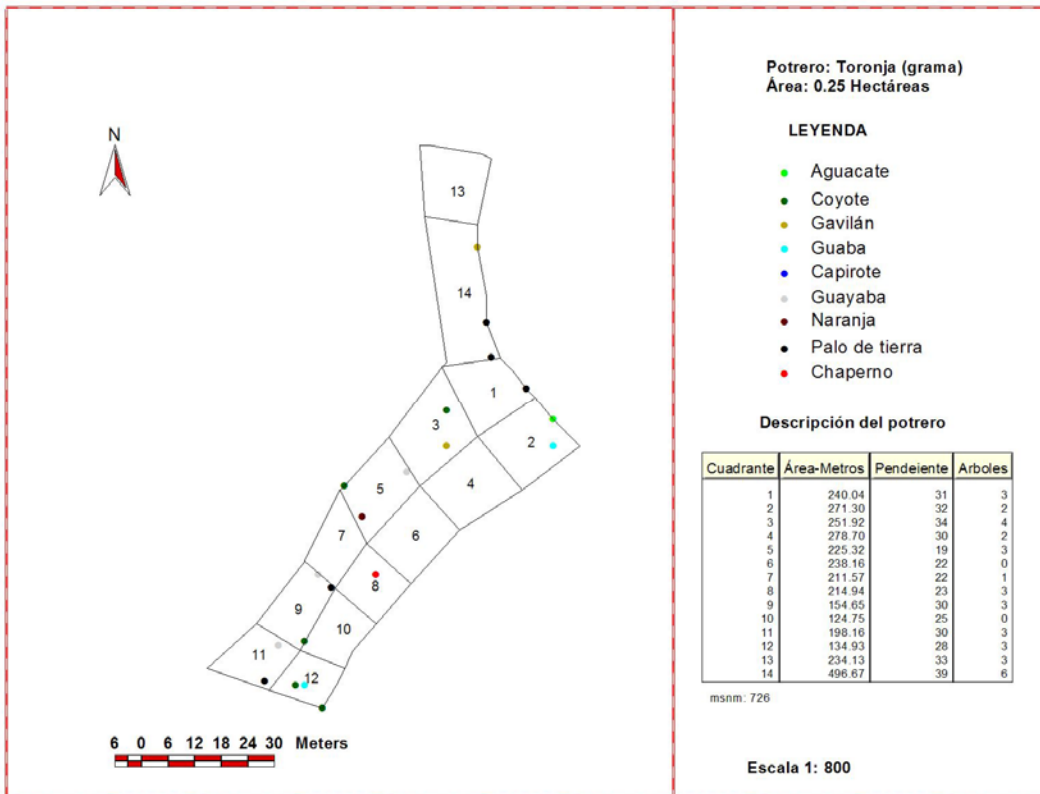 Potrero: Toronja (grama)
Área: 0.25 Hectáreas
N
LEYENDA
Aguacate
Coyote
Gavilán
Guaba
Capirote
Guayaba
Naranja
Palo de tierra
Chaperno
13
14
1
3
2
5
4
7
6
8
9
10
11
12
Descripción del potrero
Cuadrante Área-Metros Pendeiente Arboles
1 240.04 31 3
2 271.30 32 2
3 251.92 34 4
4 278.70 30 2
5 225.32 19 3
6 238.16 22 0
7 211.57 22 1
8 214.94 23 3
9 154.65 30 3
10 124.75 25 0
11 198.16 30 3
12 134.93 28 3
13 234.13 33 3
14 496.67 39 6
msnm: 726
6 0 6 12 18 24 30 Meters
Escala 1: 800